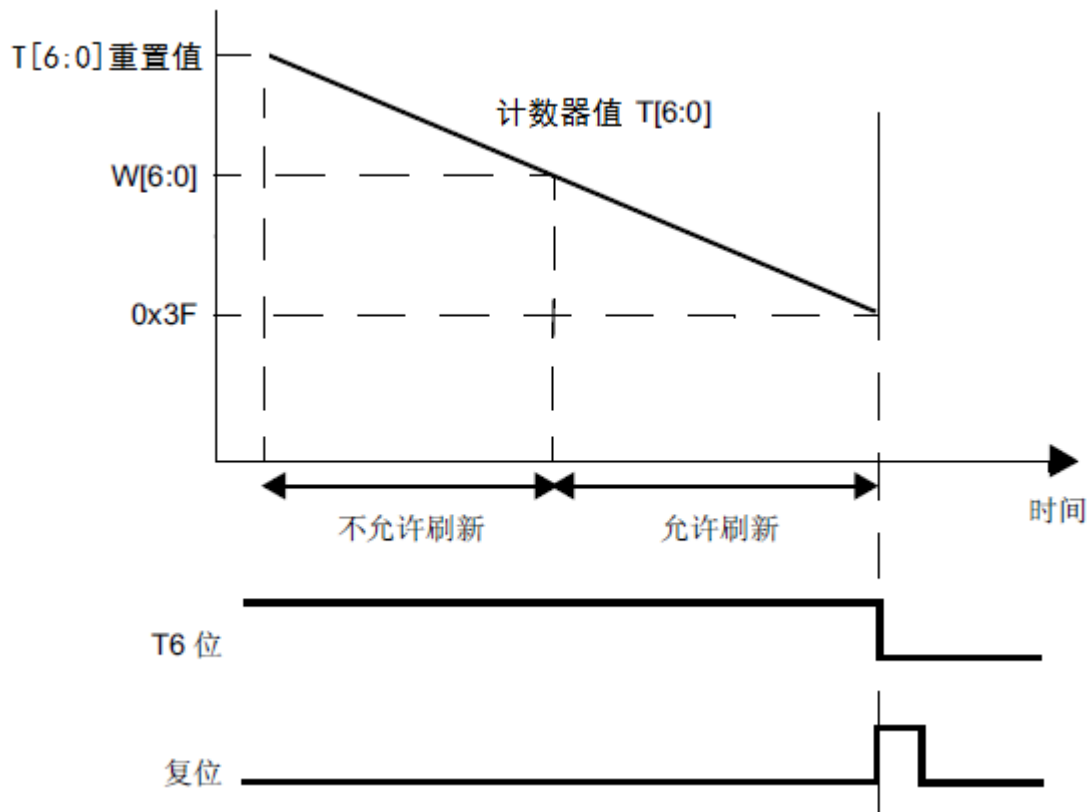 T[6:0]重置值
计数器值 T[6:0]
W[6:0]
0x3F
不允许刷新
允许刷新
时间
T6 位
复位